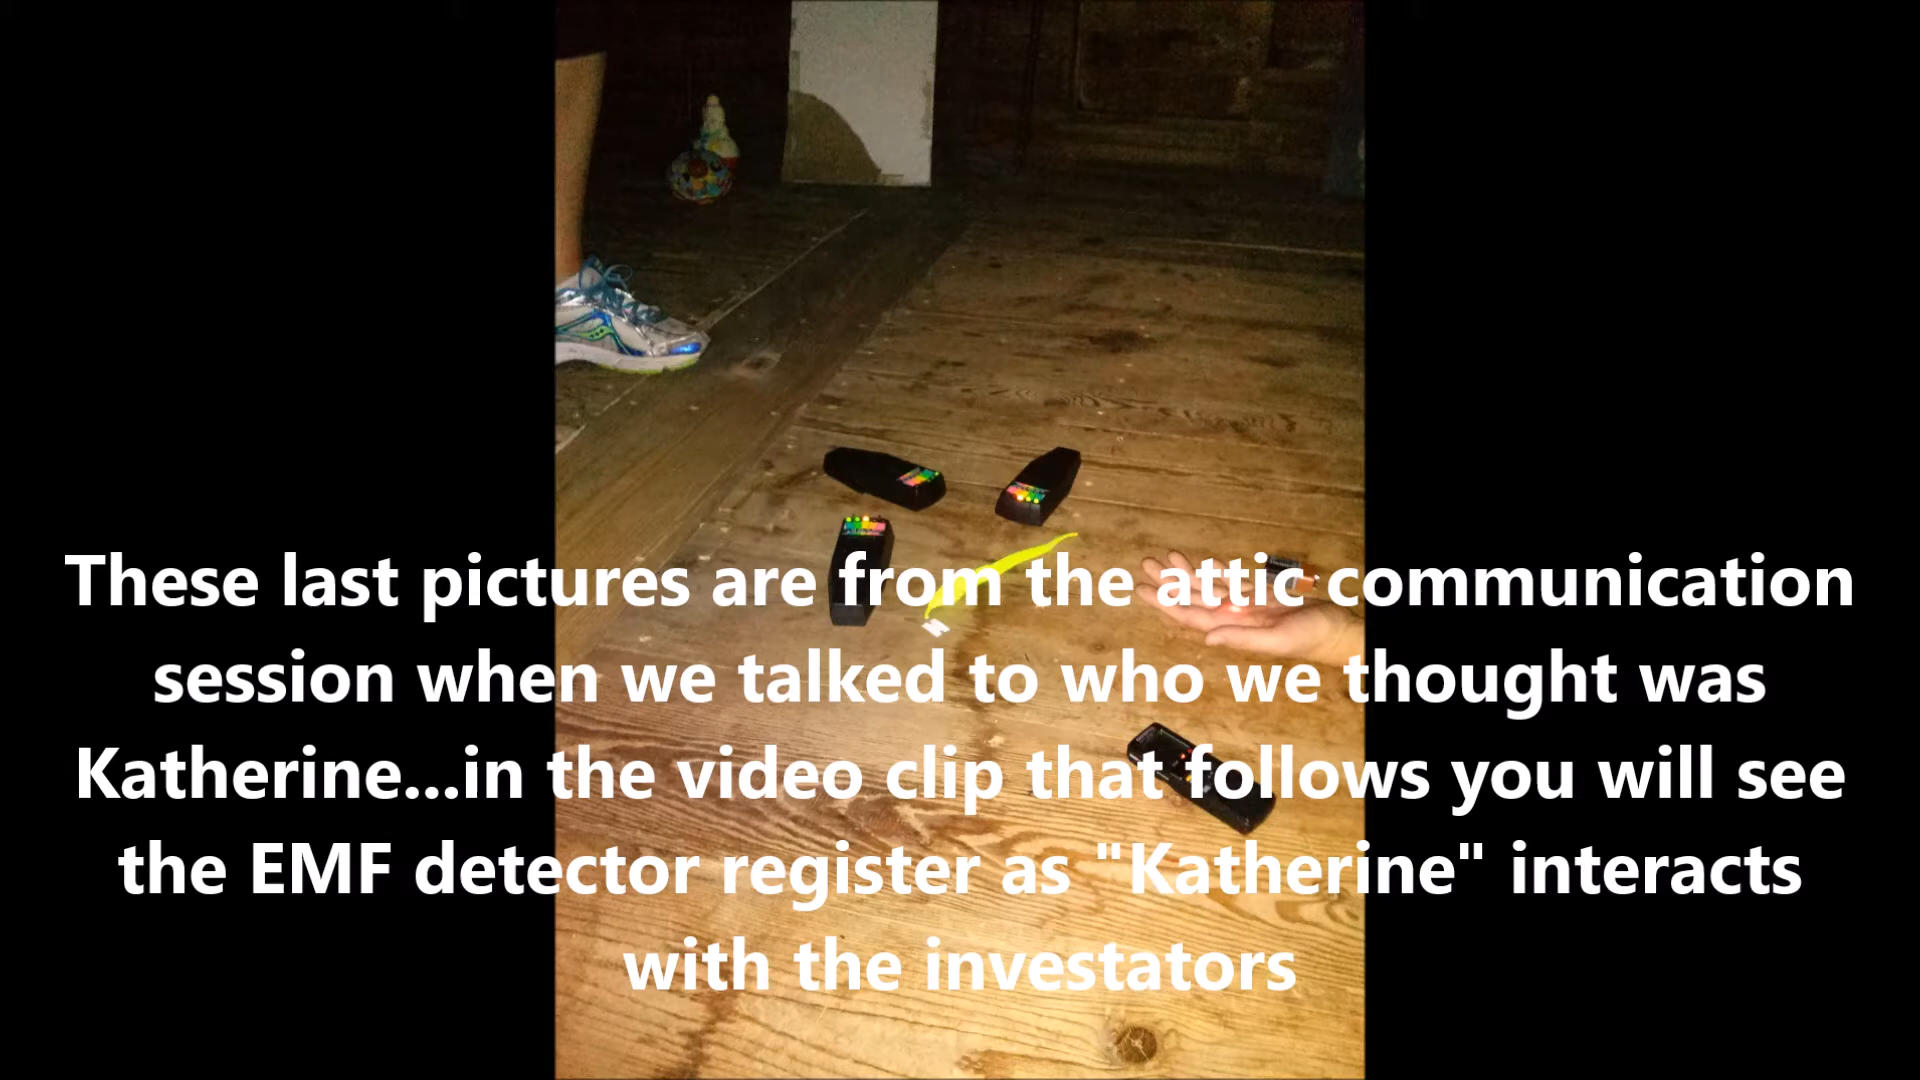 These last pictures are from the attic communication
session when we talked to who we thought was
Katherine...in the video clip that follows you will see
the EMF detector register as "Katherine" interacts
with the investators